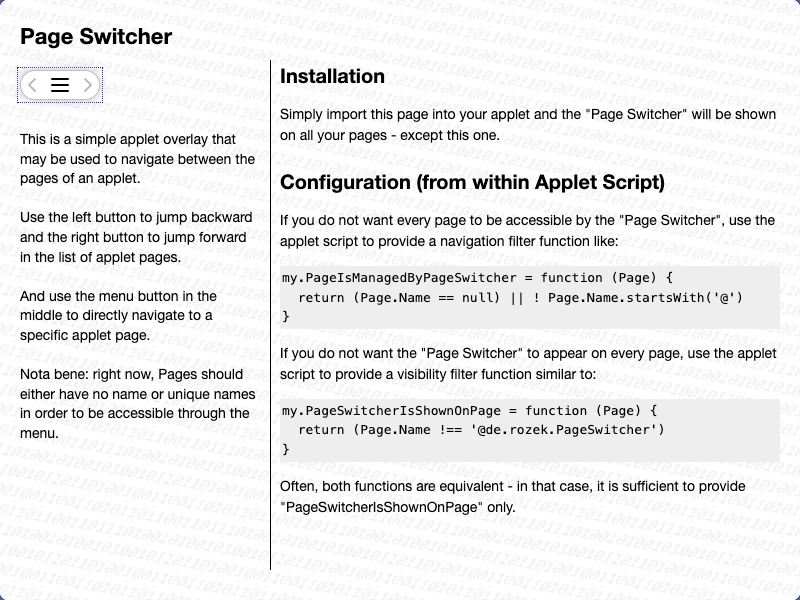 Page Switcher
This is a simple applet overlay that
may be used to navigate between the
pages of an applet.
Use the left button to jump backward
and the right button to jump forward
in the list of applet pages.
And use the menu button in the
middle to directly navigate to a
specific applet page.
Nota bene: right now, Pages should
either have no name or unique names
in order to be accessible through the
menu.
Installation
Simply import this page into your applet and the "Page Switcher" will be shown
on all your pages - except this one.
Configuration (from within Applet Script)
If you do not want every page to be accessible by the "Page Switcher", use the
applet script to provide a navigation filter function like:
my.PageIsManagedByPageSwitcher = function (Page) {
  return (Page.Name == null) || ! Page.Name.startsWith('@')
}
If you do not want the "Page Switcher" to appear on every page, use the applet
script to provide a visibility filter function similar to:
my.PageSwitcherIsShownOnPage = function (Page) {
  return (Page.Name !== '@de.rozek.PageSwitcher')
}
Often, both functions are equivalent - in that case, it is sufficient to provide
"PageSwitcherIsShownOnPage" only.